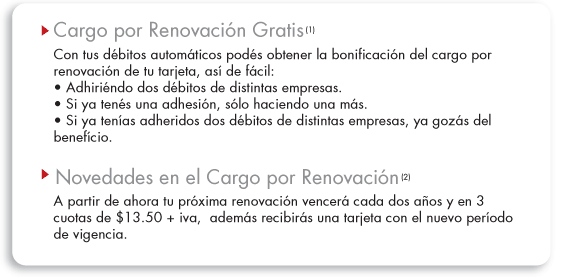 Cargo por Renovación Gratis (1)
Con tus débitos automáticos podés obtener la bonificación del cargo por
renovación de tu tarjeta, así de fácil:
• Adhiriéndo dos débitos de distintas empresas.
• Si ya tenés una adhesión, sólo haciendo una más.
• Si ya tenías adheridos dos débitos de distintas empresas, ya gozás del
beneficio.
Novedades en el Cargo por Renovación (2)
A partir de ahora tu próxima renovación vencerá cada dos años y en 3
cuotas de $13.50 + iva,  además recibirás una tarjeta con el nuevo período
de vigencia.